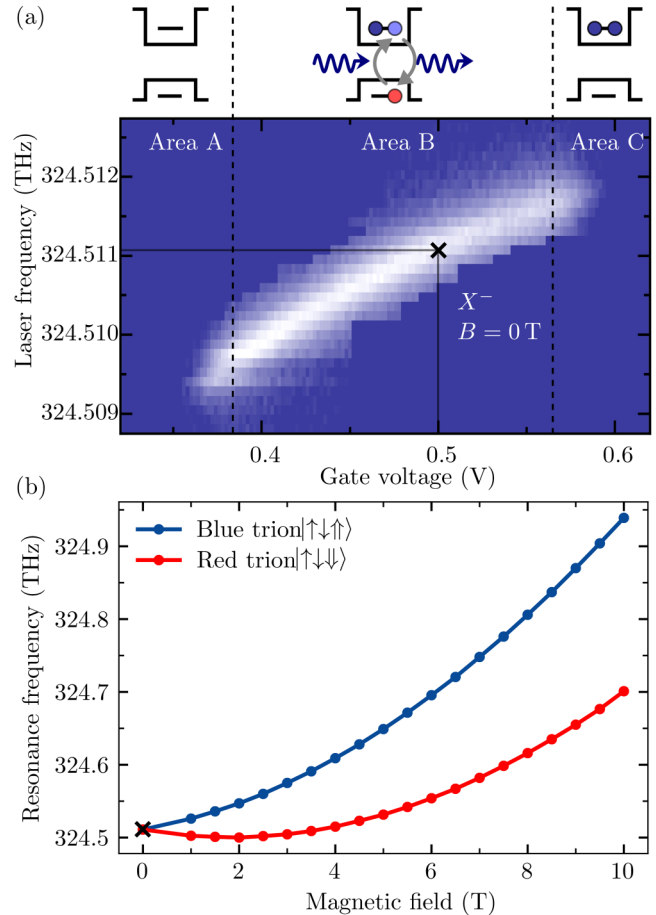 (a)
Area A
Area B
Area C
Laser frequency (THz)
324.512
324.511
324.510
324.509
X⁻
B = 0 T
0.4
0.5
0.6
Gate voltage (V)
(b)
Blue trion|↑↓⇑⟩
Red trion|↑↓⇓⟩
Resonance frequency (THz)
324.9
324.8
324.7
324.6
324.5
0
2
4
6
8
10
Magnetic field (T)